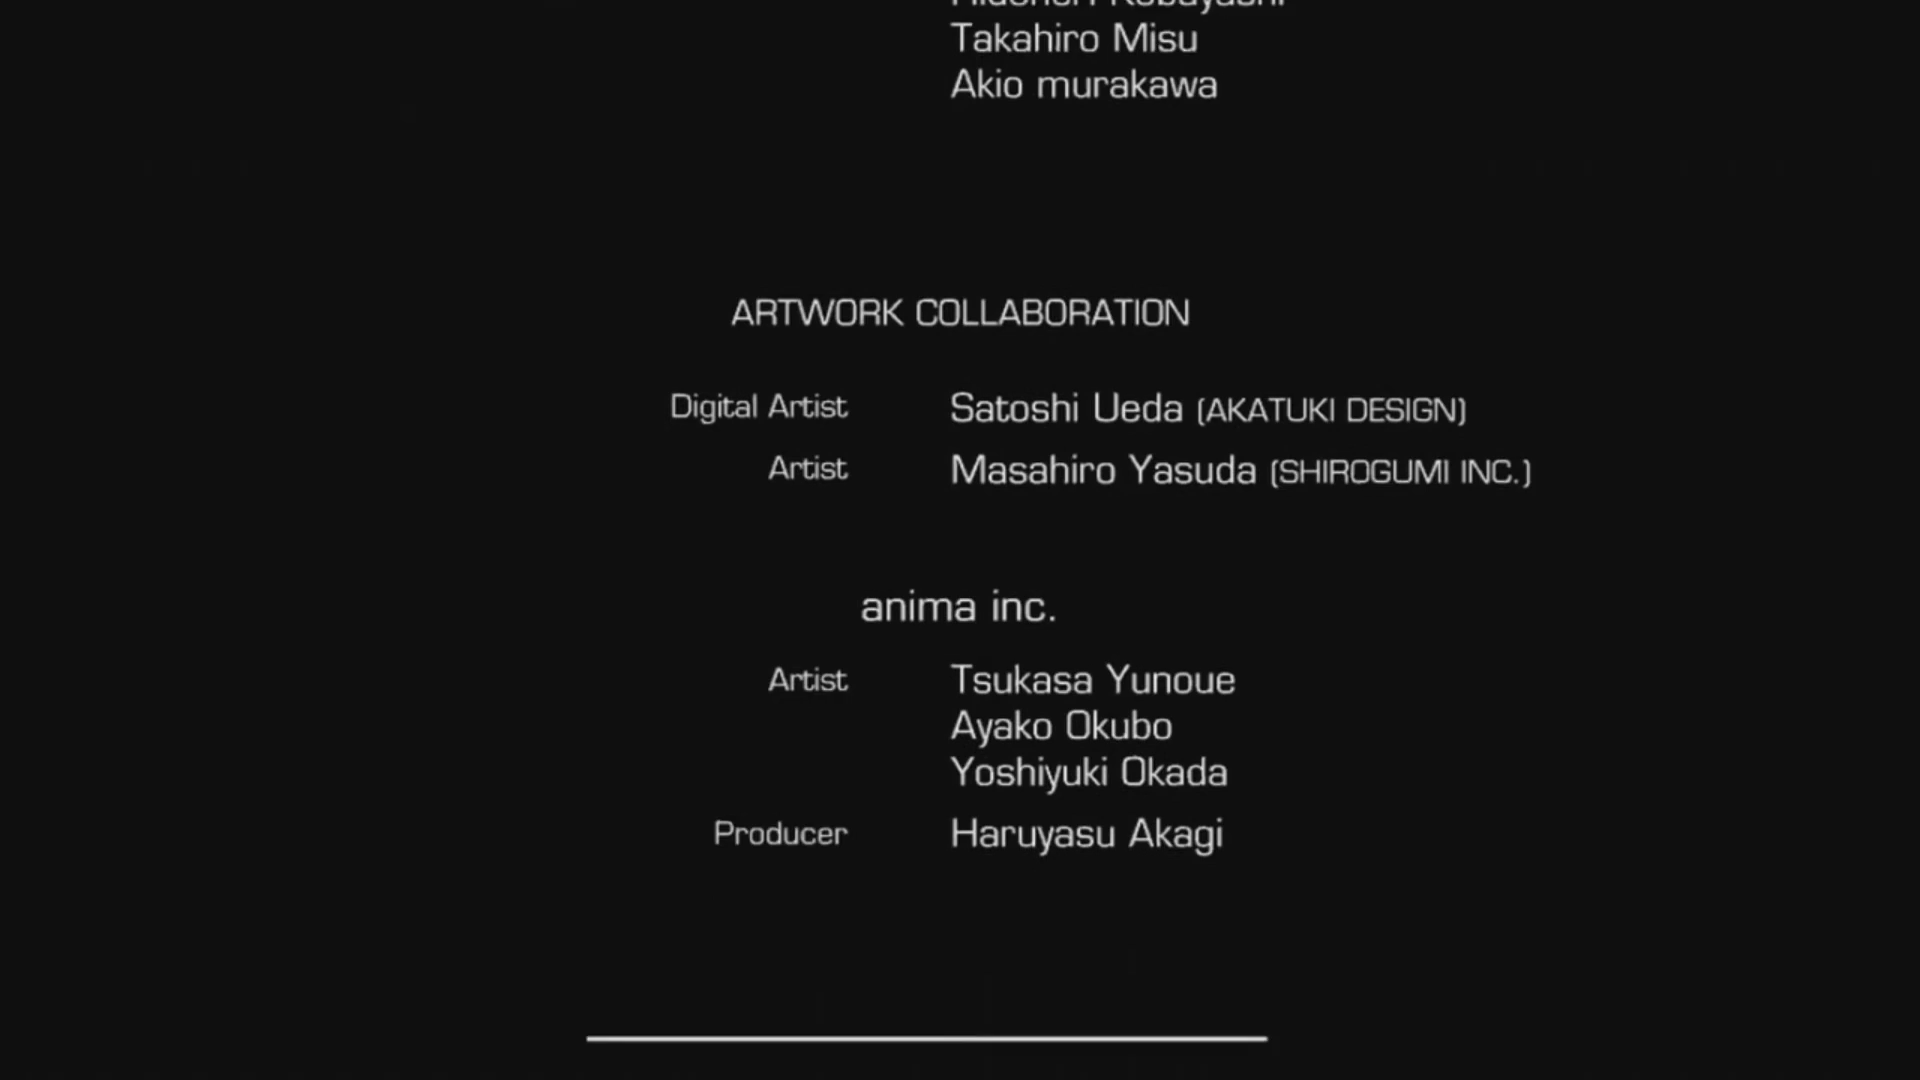 Takahiro Misu
Akio murakawa
ARTWORK COLLABORATION
Digital Artist Satoshi Ueda (AKATUKI DESIGN)
Artist Masahiro Yasuda (SHIROGUMI INC.)
anima inc.
Artist Tsukasa Yunoue
Ayako Okubo
Yoshiyuki Okada
Producer Haruyasu Akagi